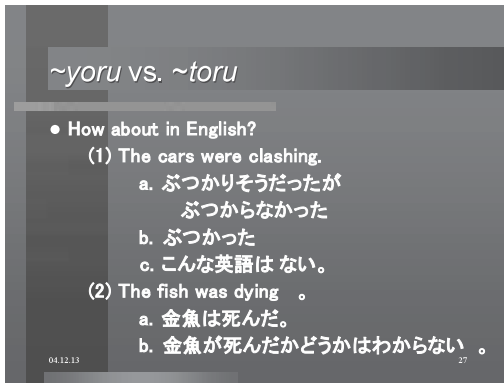 ~yoru vs. ~toru
● How about in English?
(1) The cars were clashing.
a. ぶつかりそうだったが
ぶつからなかった
b. ぶつかった
c. こんな英語は ない。
(2) The fish was dying 。
a. 金魚は死んだ。
b. 金魚が死んだかどうかはわからない 。
04.12.13
27